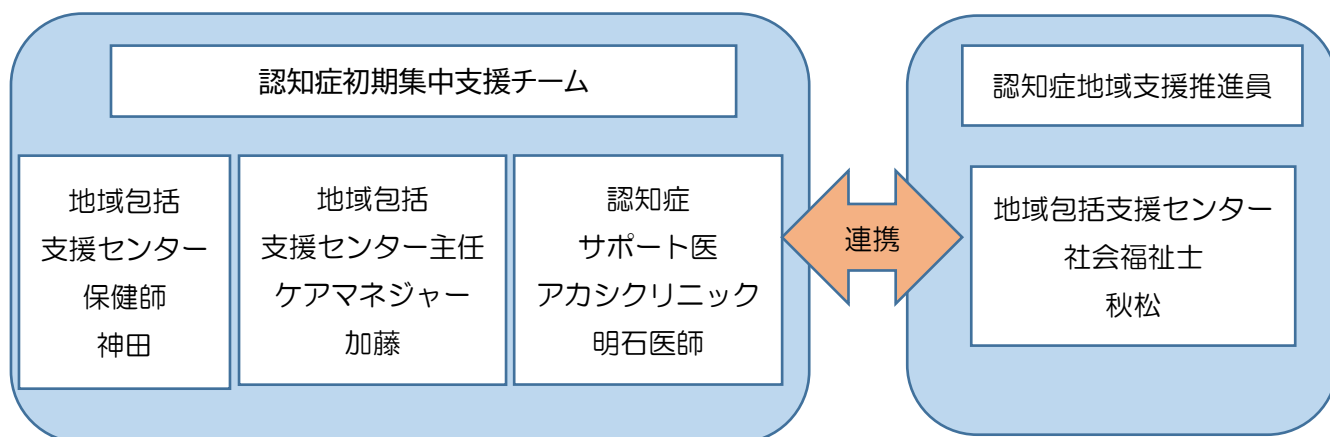 認知症初期集中支援チーム
地域包括
支援センター
保健師
神田
地域包括
支援センター主任
ケアマネジャー
加藤
認知症
サポート医
アカシクリニック
明石医師
連携
認知症地域支援推進員
地域包括支援センター
社会福祉士
秋松